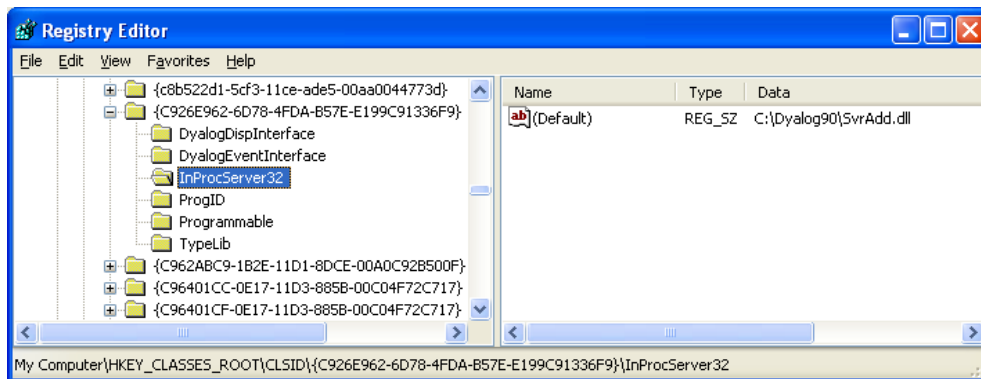 Registry Editor
File Edit View Favorites Help
{c8b522d1-5cf3-11ce-ade5-00aa0044773d}
{C926E962-6D78-4FDA-B57E-E199C91336F9}
DyalogDispInterface
DyalogEventInterface
InProcServer32
ProgID
Programmable
TypeLib
{C962ABC9-1B2E-11D1-8DCE-00A0C92B500F}
{C96401CC-0E17-11D3-885B-00C04F72C717}
{C96401CF-0E17-11D3-885B-00C04F72C717}
Name Type Data
ab (Default) REG_SZ C:\Dyalog90\SvrAdd.dll
My Computer\HKEY_CLASSES_ROOT\CLSID\{C926E962-6D78-4FDA-B57E-E199C91336F9}\InProcServer32